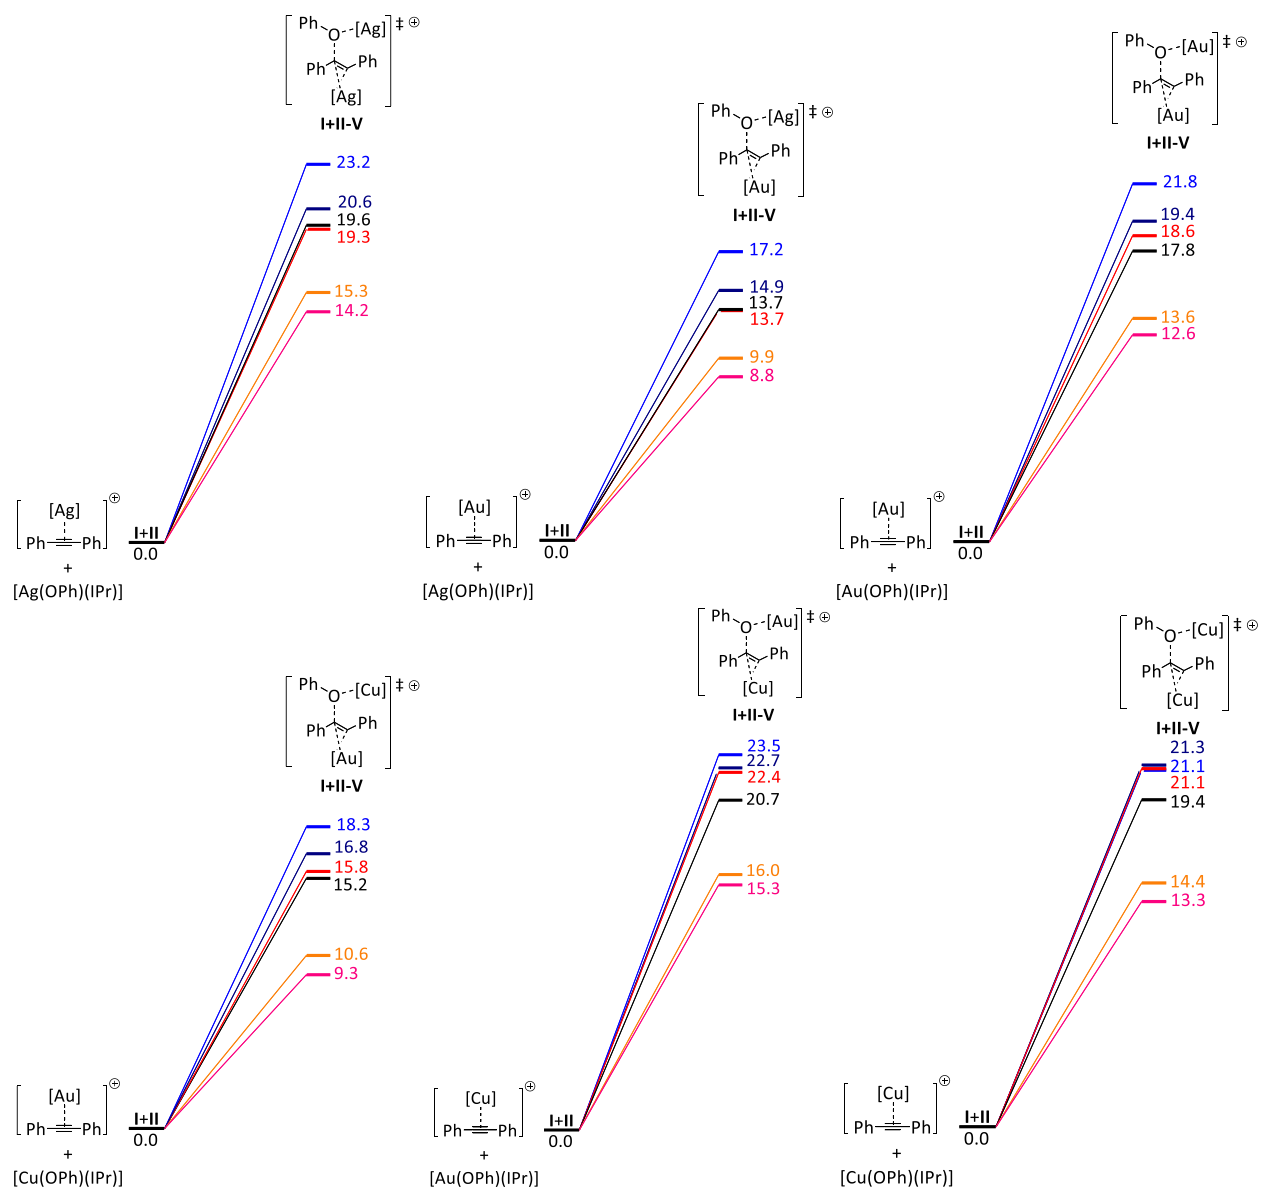 Ph O [Ag] ‡ ⊕
Ph Ph
[Ag]
I+II-V
23.2
20.6
19.6
19.3
15.3
14.2
[Ag] ⊕
Ph Ph
+
[Ag(OPh)(IPr)]
I+II
0.0
Ph O [Ag] ‡ ⊕
Ph Ph
[Au]
I+II-V
17.2
14.9
13.7
13.7
9.9
8.8
[Au] ⊕
Ph Ph
+
[Ag(OPh)(IPr)]
I+II
0.0
Ph O [Au] ‡ ⊕
Ph Ph
[Au]
I+II-V
21.8
19.4
18.6
17.8
13.6
12.6
[Au] ⊕
Ph Ph
+
[Au(OPh)(IPr)]
I+II
0.0
Ph O [Cu] ‡ ⊕
Ph Ph
[Au]
I+II-V
18.3
16.8
15.8
15.2
10.6
9.3
[Au] ⊕
Ph Ph
+
[Cu(OPh)(IPr)]
I+II
0.0
Ph O [Au] ‡ ⊕
Ph Ph
[Cu]
I+II-V
23.5
22.7
22.4
20.7
16.0
15.3
[Cu] ⊕
Ph Ph
+
[Au(OPh)(IPr)]
I+II
0.0
Ph O [Cu] ‡ ⊕
Ph Ph
[Cu]
I+II-V
21.3
21.1
21.1
19.4
14.4
13.3
[Cu] ⊕
Ph Ph
+
[Cu(OPh)(IPr)]
I+II
0.0